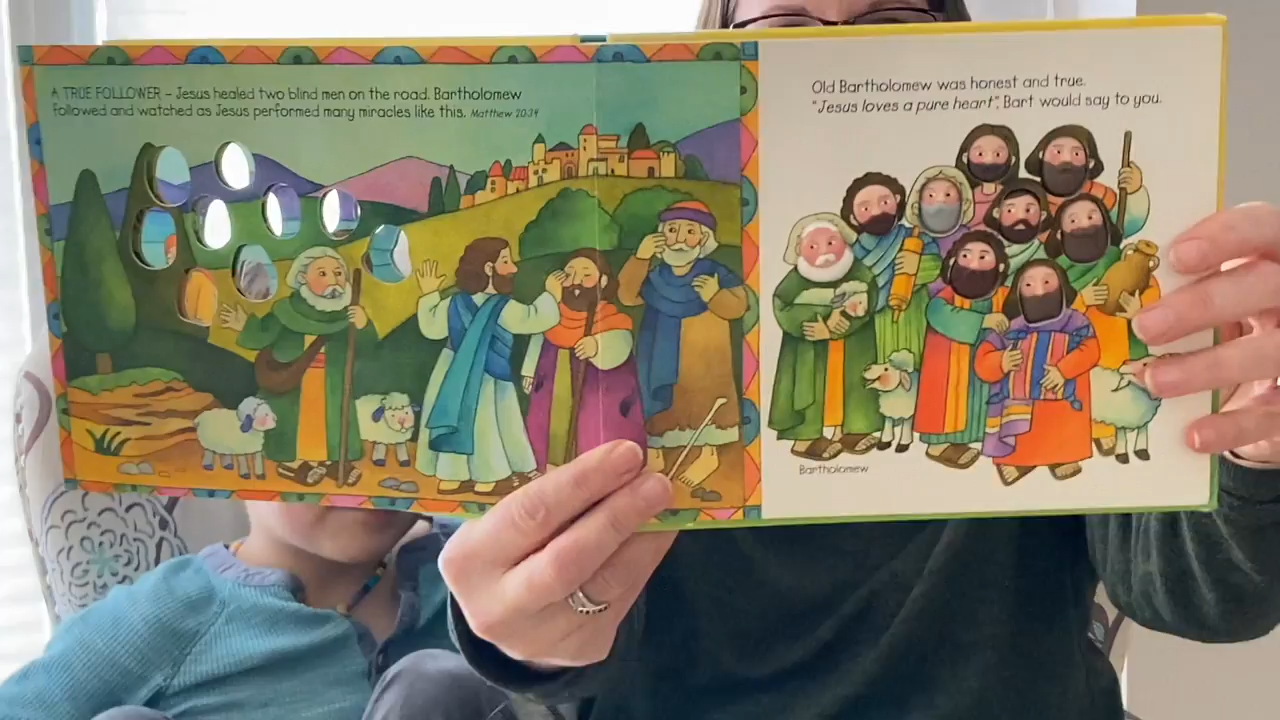 A TRUE FOLLOWER – Jesus healed two blind men on the road. Bartholomew
followed and watched as Jesus performed many miracles like this. Matthew 20:34
Old Bartholomew was honest and true.
"Jesus loves a pure heart", Bart would say to you.
Bartholomew